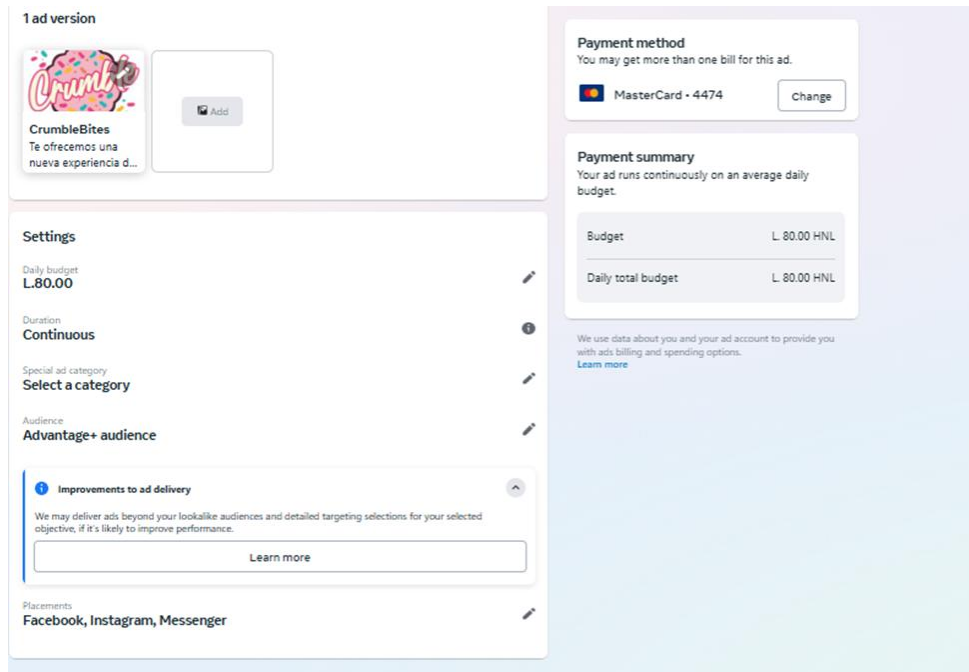 1 ad version
Crumble
Add
CrumbleBites
Te ofrecemos una
nueva experiencia d...
Settings
Daily budget
L.80.00
Duration
Continuous
Special ad category
Select a category
Audience
Advantage+ audience
Improvements to ad delivery
We may deliver ads beyond your lookalike audiences and detailed targeting selections for your selected
objective, if it's likely to improve performance.
Learn more
Placements
Facebook, Instagram, Messenger
Payment method
You may get more than one bill for this ad.
MasterCard • 4474
Change
Payment summary
Your ad runs continuously on an average daily
budget.
Budget L. 80.00 HNL
Daily total budget L. 80.00 HNL
We use data about you and your ad account to provide you
with ads billing and spending options.
Learn more